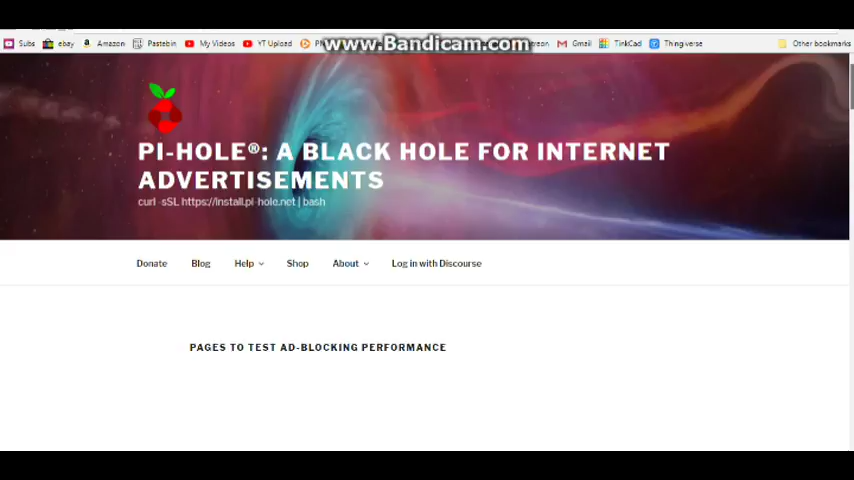 Subs ebay Amazon Pastebin My Videos YT Upload www.Bandicam.com Gmail TinkCad Thingiverse Other bookmarks
PI-HOLE®: A BLACK HOLE FOR INTERNET
ADVERTISEMENTS
curl -sSL https://install.pi-hole.net | bash
Donate Blog Help Shop About Log in with Discourse
PAGES TO TEST AD-BLOCKING PERFORMANCE